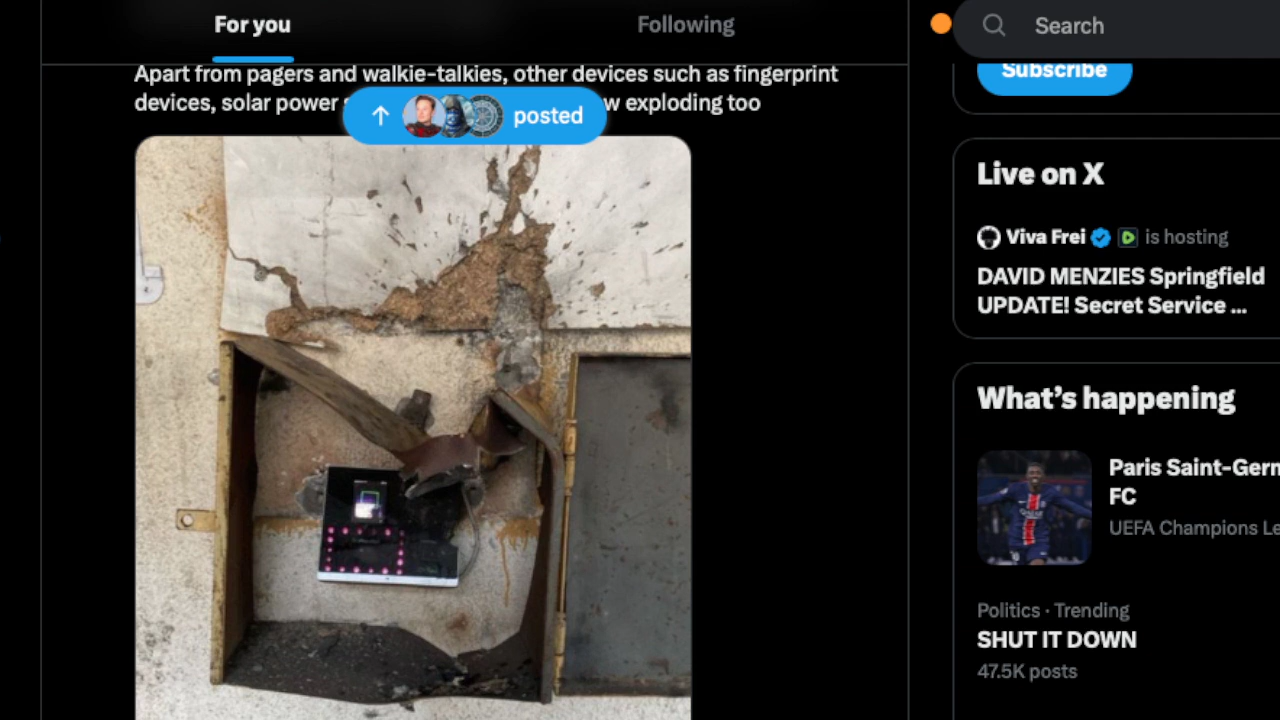 For you
Following
Search
Apart from pagers and walkie-talkies, other devices such as fingerprint
devices, solar power
exploding too
posted
Subscribe
Live on X
Viva Frei is hosting
DAVID MENZIES Springfield
UPDATE! Secret Service ...
What's happening
Paris Saint-Germ
FC
UEFA Champions Le
Politics · Trending
SHUT IT DOWN
47.5K posts